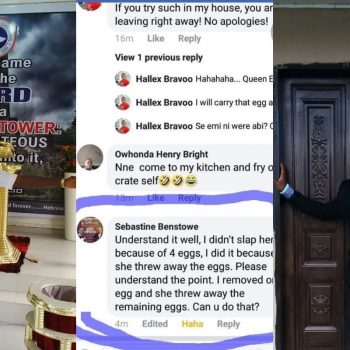 ame
the
RD
a
TOWER:
TEOUS
nto it,
d forever..... Hebrew
If you try such in my house, you ar
leaving right away! No apologies!
16m Like Reply
View 1 previous reply
Hallex Bravoo Hahahaha... Queen E
Hallex Bravoo I will carry that egg a
Hallex Bravoo Se emi ni were abi? O
Owhonda Henry Bright
Nne come to my kitchen and fry o
crate self🤣🤣😂
13m Like Reply
Sebastine Benstowe
Understand it well, I didn't slap her
because of 4 eggs, I did it because
she threw away the eggs. Please
understand the point. I removed o
egg and she threw away the
remaining eggs. Can u do that?
4m Edited Haha Reply